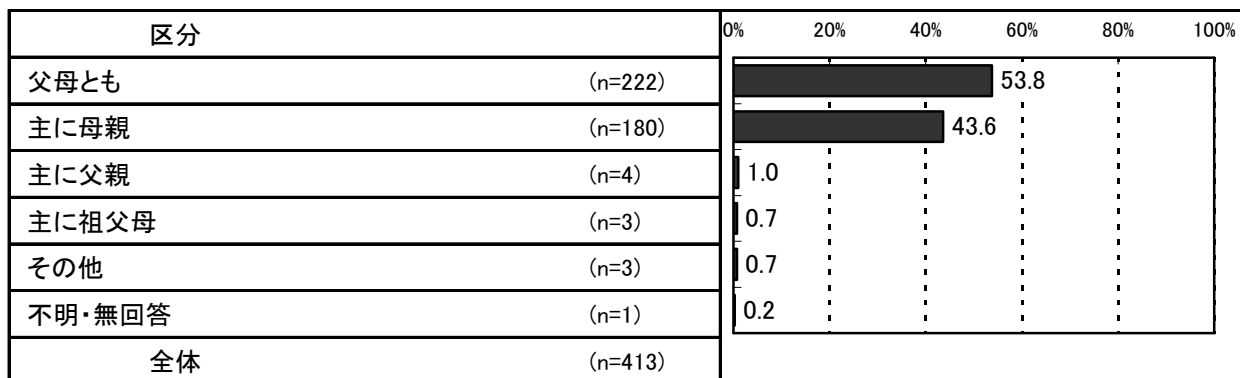 区分 0% 20% 40% 60% 80% 100%
父母とも (n=222) 53.8
主に母親 (n=180) 43.6
主に父親 (n=4) 1.0
主に祖父母 (n=3) 0.7
その他 (n=3) 0.7
不明・無回答 (n=1) 0.2
全体 (n=413)